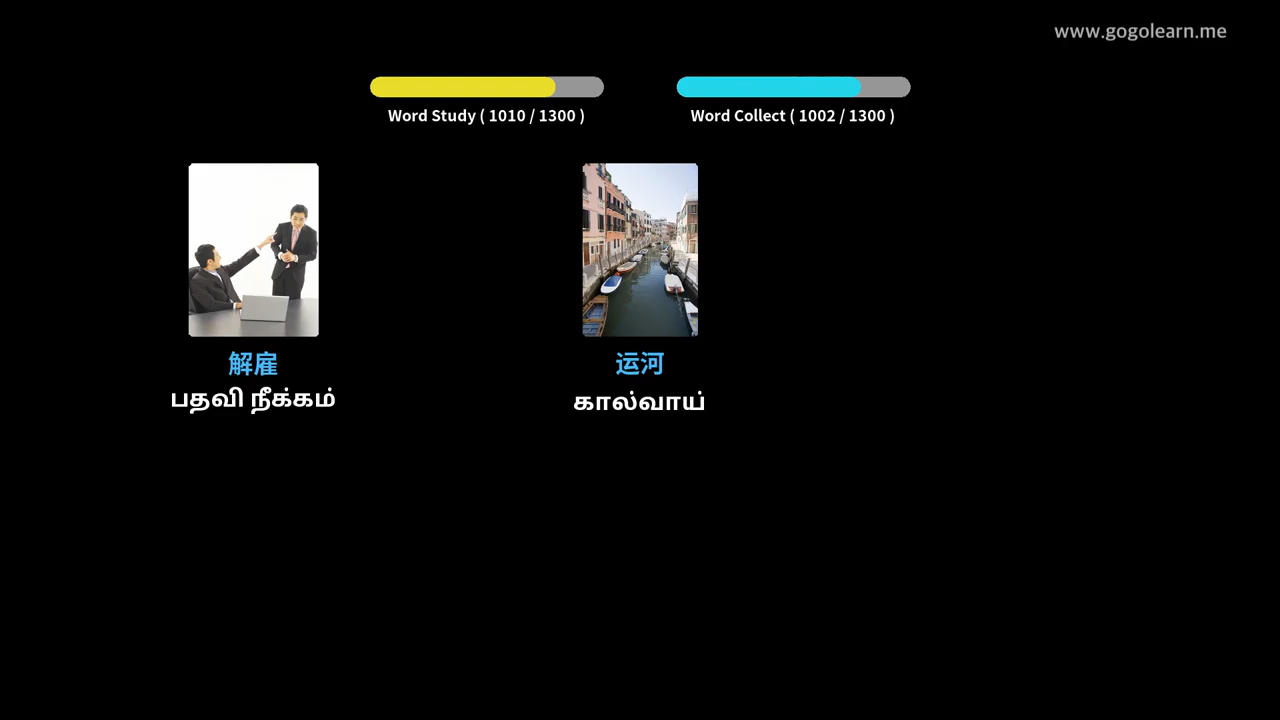 www.gogolearn.me
Word Study ( 1010 / 1300 )
Word Collect ( 1002 / 1300 )
解雇
பதவி நீக்கம்
运河
கால்வாய்